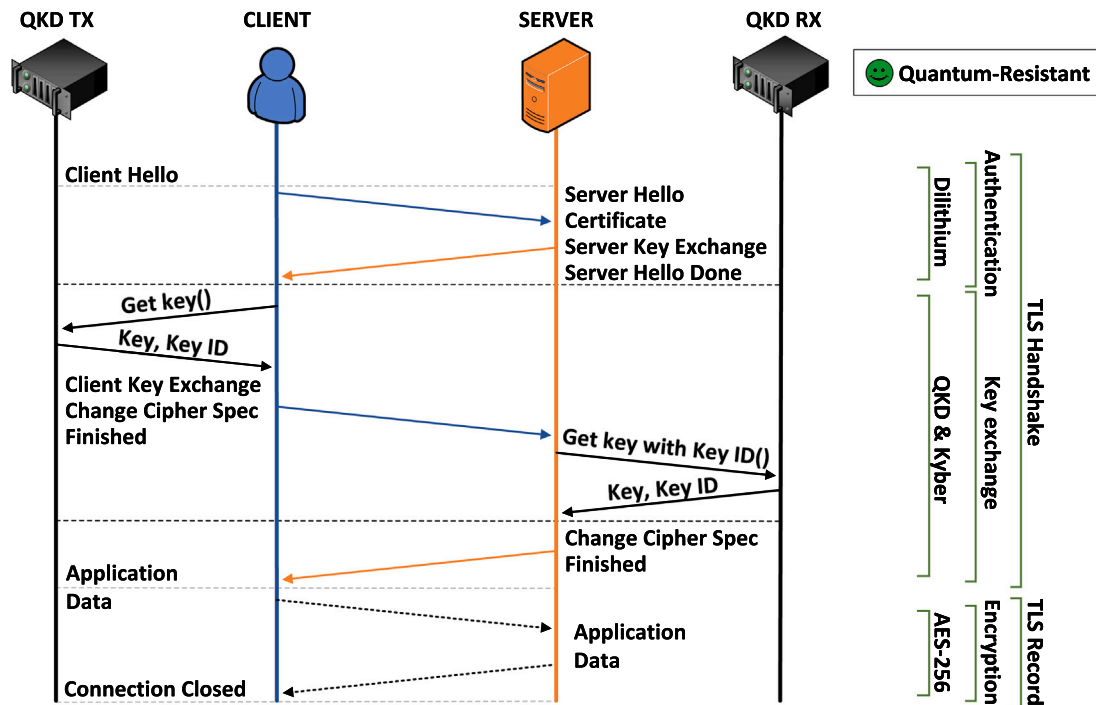 QKD TX
CLIENT
SERVER
QKD RX
Quantum-Resistant
Client Hello
Server Hello
Certificate
Server Key Exchange
Server Hello Done
Get key()
Key, Key ID
Client Key Exchange
Change Cipher Spec
Finished
Get key with Key ID()
Key, Key ID
Change Cipher Spec
Finished
Application
Data
Application
Data
Connection Closed
Dilithium
Authentication
QKD & Kyber
Key exchange
TLS Handshake
AES-256
Encryption
TLS Record